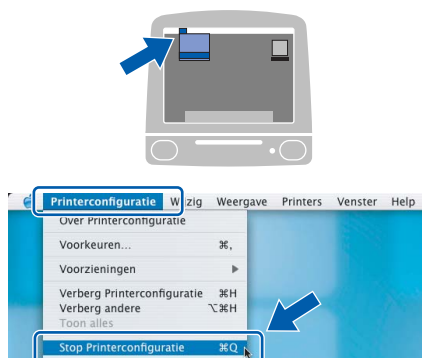 Printerconfiguratie Wijzig Weergave Printers Venster Help
Over Printerconfiguratie
Voorkeuren... ⌘,
Voorzieningen ▶
Verberg Printerconfiguratie ⌘H
Verberg andere ⌥⌘H
Toon alles
Stop Printerconfiguratie ⌘Q